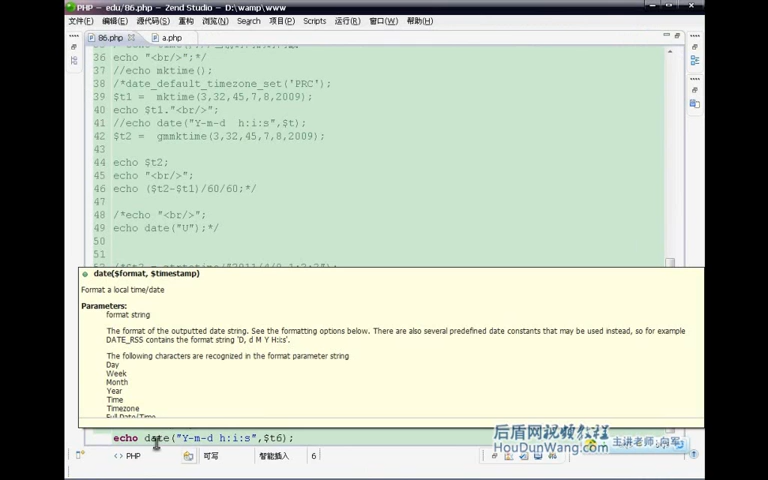 PHP - edu/86.php - Zend Studio - D:\wamp\www
文件(F) 编辑(E) 源代码(S) 重构 浏览(N) Search 项目(P) Scripts 运行(R) 窗口(W) 帮助(H)
86.php a.php
36 echo "<br/>";*/
37 //echo mktime();
38 /*date_default_timezone_set('PRC');
39 $t1 = mktime(3,32,45,7,8,2009);
40 echo $t1."<br/>";
41 //echo date("Y-m-d h:i:s",$t);
42 $t2 = gmmktime(3,32,45,7,8,2009);
43
44 echo $t2;
45 echo "<br/>";
46 echo ($t2-$t1)/60/60;*/
47
48 /*echo "<br/>";
49 echo date("U");*/
50
51
date($format, $timestamp)
Format a local time/date
Parameters:
format string
The format of the outputted date string. See the formatting options below. There are also several predefined date constants that may be used instead, so for example
DATE_RSS contains the format string 'D, d M Y H:i:s'.
The following characters are recognized in the format parameter string
Day
Week
Month
Year
Time
Timezone
Full Date/Time
echo date("Y-m-d h:i:s",$t6);
后盾网视频教程
HouDunWang.com
主讲老师:向军
<> PHP 可写 智能插入 6